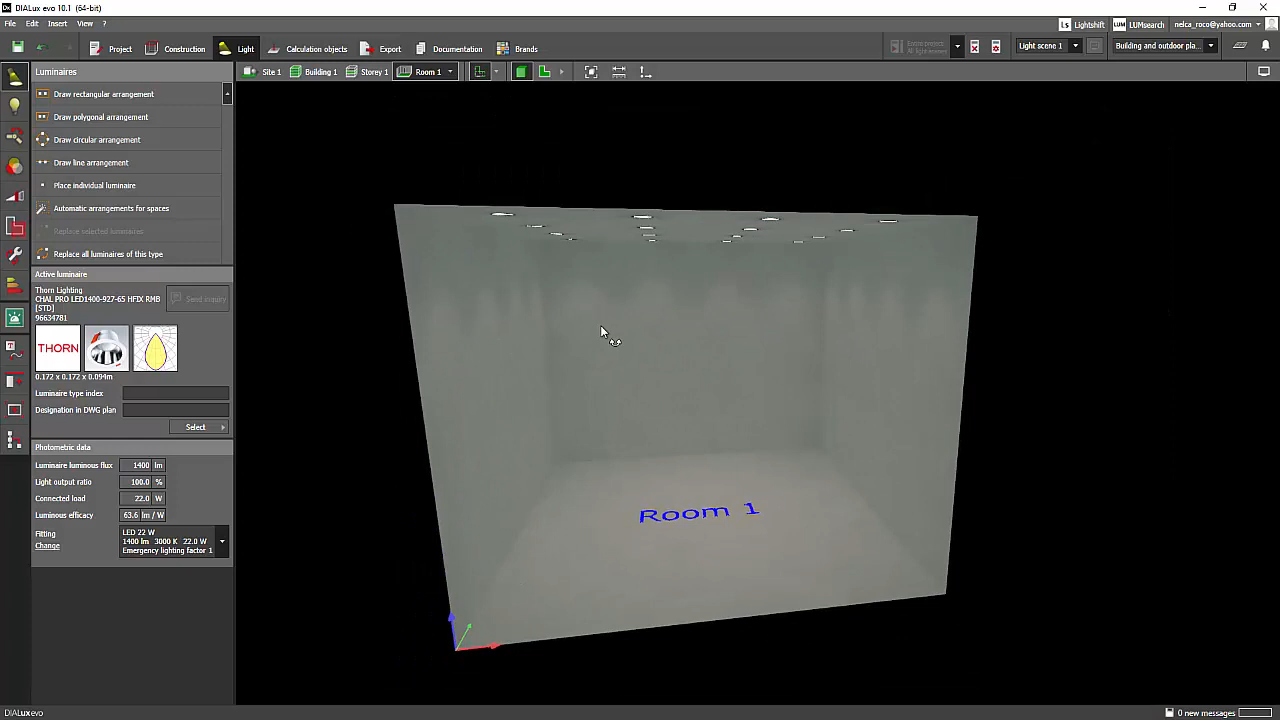 DIALux evo 10.1 (64-bit)
File Edit Insert View ?
Lightshift LUMsearch nelca_roco@yahoo.com
Project Construction Light Calculation objects Export Documentation Brands
Entire project
All light scenes
Light scene 1
Building and outdoor pla...
Luminaires
Site 1 Building 1 Storey 1 Room 1
Draw rectangular arrangement
Draw polygonal arrangement
Draw circular arrangement
Draw line arrangement
Place individual luminaire
Automatic arrangements for spaces
Replace selected luminaires
Replace all luminaires of this type
Active luminaire
Thorn Lighting
CHAL PRO LED1400-927-65 HFIX RMB
[STD]
96634781
Send inquiry
THORN
0.172 x 0.172 x 0.094m
Luminaire type index
Designation in DWG plan
Select
Photometric data
Luminaire luminous flux 1400 lm
Light output ratio 100.0 %
Connected load 22.0 W
Luminous efficacy 63.6 lm / W
Fitting
Change
LED 22 W
1400 lm 3000 K 22.0 W
Emergency lighting factor 1
Room 1
DIALux evo
0 new messages